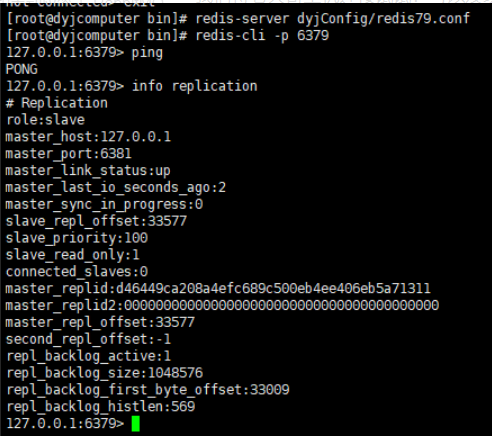 not connected> exit
[root@dyjcomputer bin]# redis-server dyjConfig/redis79.conf
[root@dyjcomputer bin]# redis-cli -p 6379
127.0.0.1:6379> ping
PONG
127.0.0.1:6379> info replication
# Replication
role:slave
master_host:127.0.0.1
master_port:6381
master_link_status:up
master_last_io_seconds_ago:2
master_sync_in_progress:0
slave_repl_offset:33577
slave_priority:100
slave_read_only:1
connected_slaves:0
master_replid:d46449ca208a4efc689c500eb4ee406eb5a71311
master_replid2:0000000000000000000000000000000000000000
master_repl_offset:33577
second_repl_offset:-1
repl_backlog_active:1
repl_backlog_size:1048576
repl_backlog_first_byte_offset:33009
repl_backlog_histlen:569
127.0.0.1:6379>